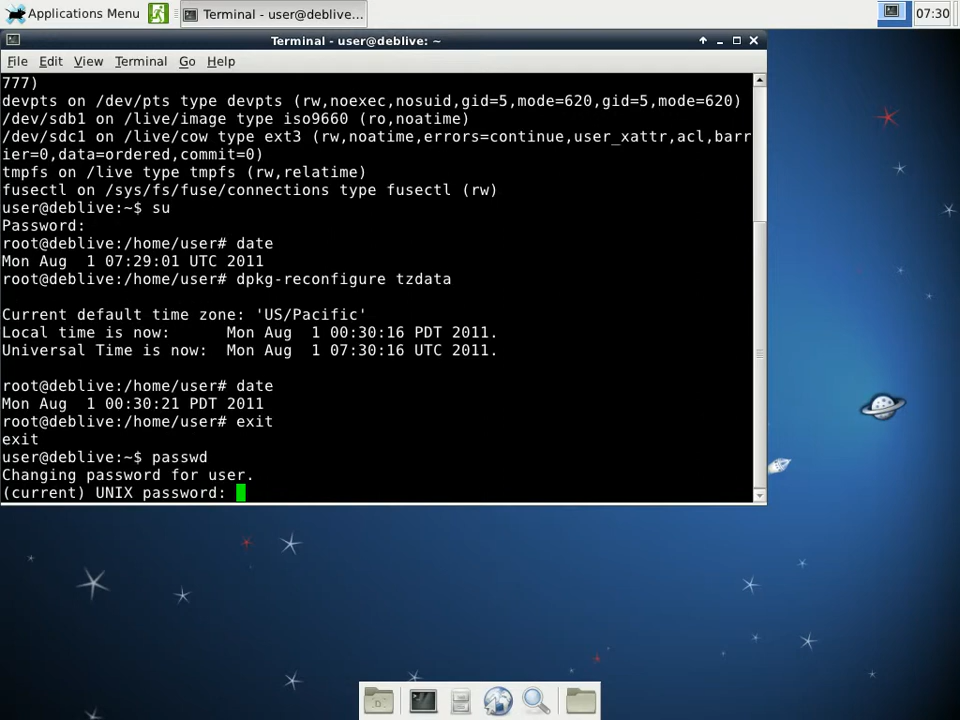 Applications Menu
Terminal - user@deblive...
07:30
Terminal - user@deblive: ~
File Edit View Terminal Go Help
777)
devpts on /dev/pts type devpts (rw,noexec,nosuid,gid=5,mode=620,gid=5,mode=620)
/dev/sdb1 on /live/image type iso9660 (ro,noatime)
/dev/sdc1 on /live/cow type ext3 (rw,noatime,errors=continue,user_xattr,acl,barr
ier=0,data=ordered,commit=0)
tmpfs on /live type tmpfs (rw,relatime)
fusectl on /sys/fs/fuse/connections type fusectl (rw)
user@deblive:~$ su
Password:
root@deblive:/home/user# date
Mon Aug  1 07:29:01 UTC 2011
root@deblive:/home/user# dpkg-reconfigure tzdata
Current default time zone: 'US/Pacific'
Local time is now:      Mon Aug  1 00:30:16 PDT 2011.
Universal Time is now:  Mon Aug  1 07:30:16 UTC 2011.
root@deblive:/home/user# date
Mon Aug  1 00:30:21 PDT 2011
root@deblive:/home/user# exit
exit
user@deblive:~$ passwd
Changing password for user.
(current) UNIX password: